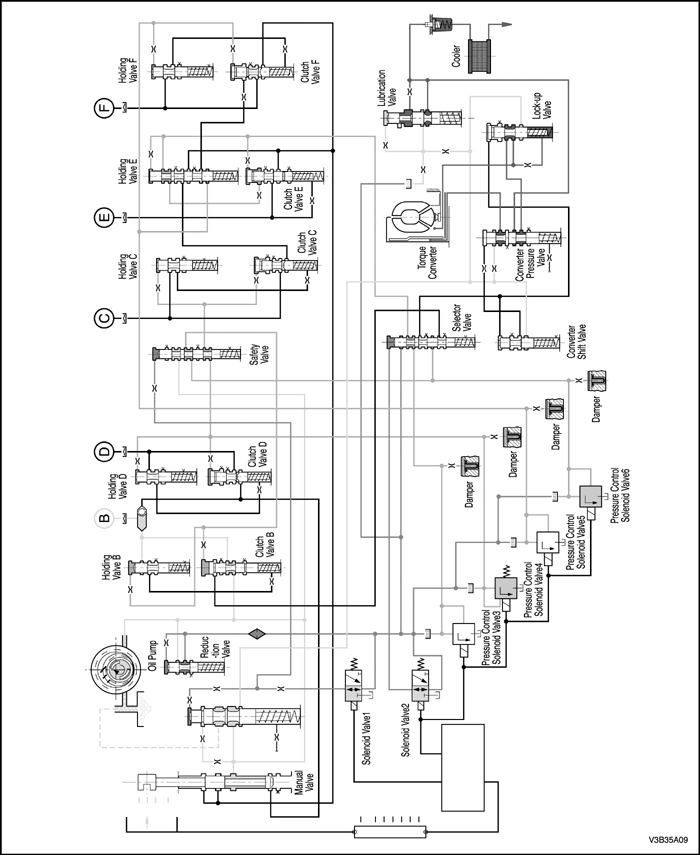 Holding
Valve F
Clutch
Valve F
F
Holding
Valve E
Clutch
Valve E
E
Holding
Valve C
Clutch
Valve C
C
Safety
Valve
D
Holding
Valve D
Clutch
Valve D
B
Holding
Valve B
Clutch
Valve B
Oil Pump
Reduc
-tion
Valve
Manual
Valve
Cooler
Lubrication
Valve
Lock-up
Valve
Torque
Converter
Converter
Pressure
Valve
Selector
Valve
Converter
Shift Valve
Damper
Damper
Damper
Damper
Pressure Control
Solenoid Valve6
Pressure Control
Solenoid Valve5
Pressure Control
Solenoid Valve4
Pressure Control
Solenoid Valve3
Solenoid Valve1
Solenoid Valve2
V3B35A09